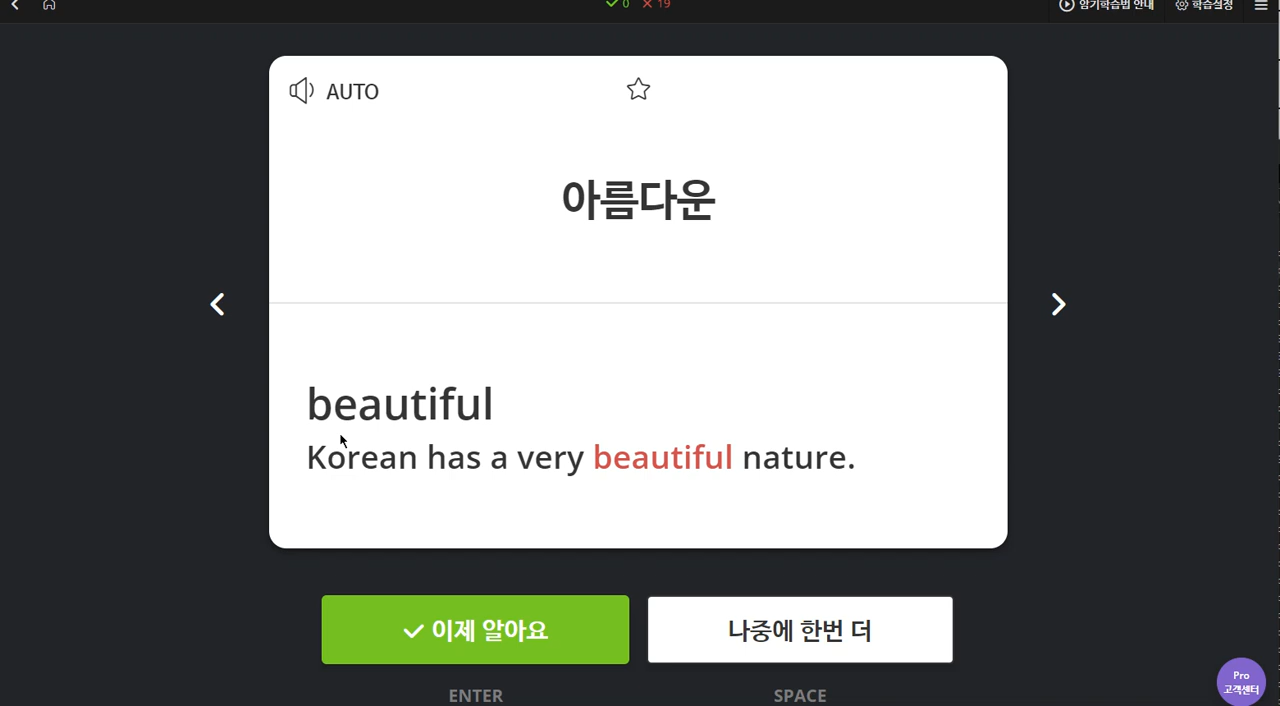 0 19 암기학습법 안내 학습설정
AUTO
아름다운
beautiful
Korean has a very beautiful nature.
이제 알아요 나중에 한번 더
ENTER SPACE
Pro
고객센터